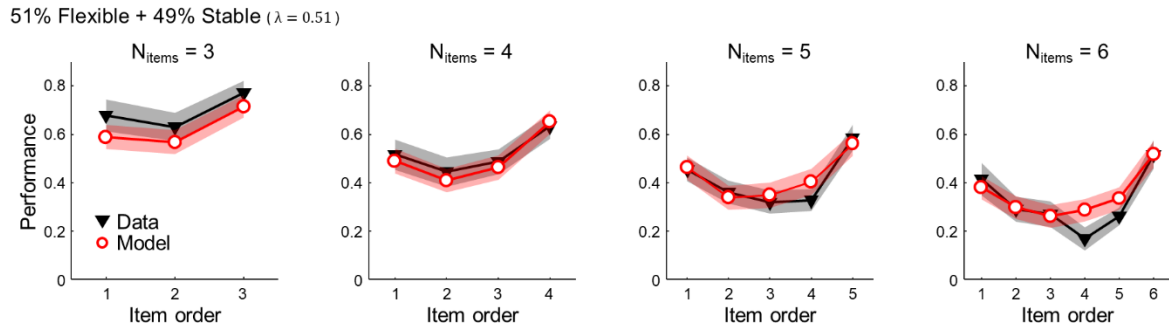 51% Flexible + 49% Stable (λ = 0.51)
N_items = 3
N_items = 4
N_items = 5
N_items = 6
Performance
0.8
0.6
0.4
0.2
0
Data
Model
1 2 3
Item order
0.8
0.6
0.4
0.2
0
1 2 3 4
Item order
0.8
0.6
0.4
0.2
0
1 2 3 4 5
Item order
0.8
0.6
0.4
0.2
0
1 2 3 4 5 6
Item order